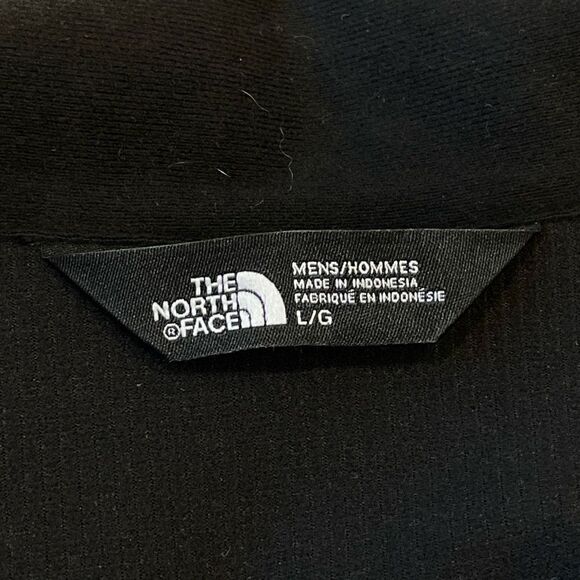 THE
NORTH
®FACE
MENS/HOMMES
MADE IN INDONESIA
FABRIQUÉ EN INDONÉSIE
L/G